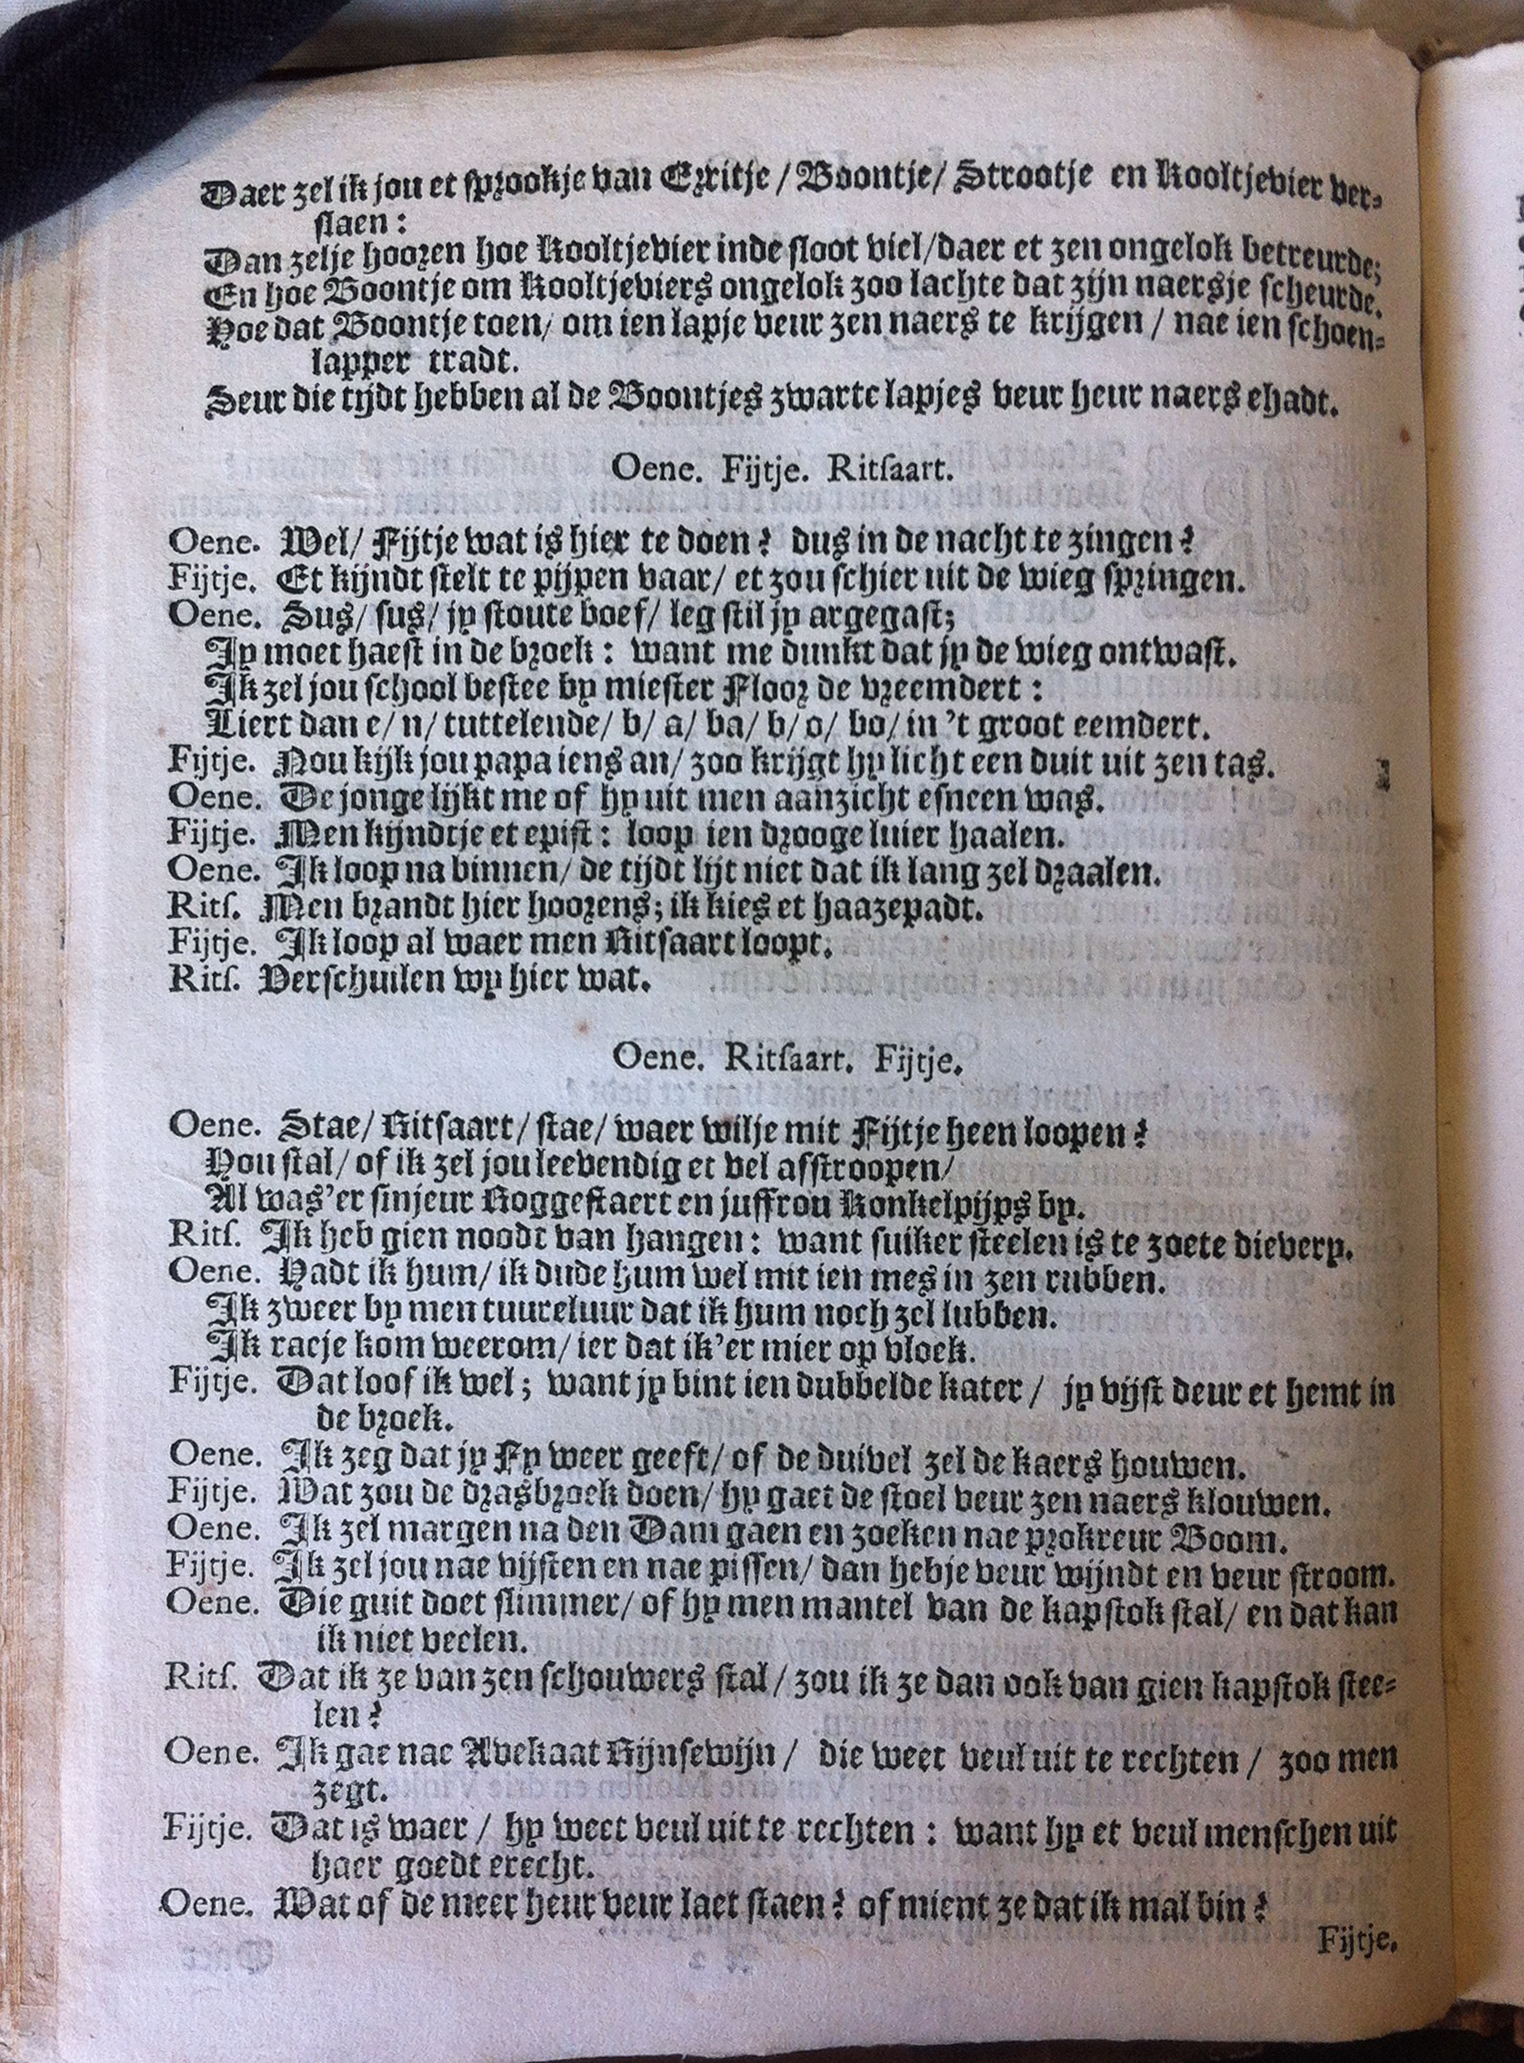 Daer zel ik jou et sprookje van Erritje / Boontje / Strootje en Kooltjevier ver-
slaen :
Dan zelje hooren hoe Kooltjevier inde sloot viel / daer et zen ongelok betreurde;
En hoe Boontje om Kooltjeviers ongelok zoo lachte dat zijn naersje scheurde.
Hoe dat Boontje toen / om ien lapje veur zen naers te krijgen / nae ien schoen-
lapper tradt.
Seur die tijdt hebben al de Boontjes zwarte lapjes veur heur naers ehadt.
Oene. Fijtje. Ritsaart.
Oene. Wel / Fijtje wat is hier te doen ? dus in de nacht te zingen ?
Fijtje. Et kijndt stelt te pijpen vaar / et zou schier uit de wieg springen.
Oene. Sus / sus / jy stoute boef / leg stil jy argegast;
Jy moet haest in de broek : want me dunkt dat jy de wieg ontwast.
Ik zel jou school bestee by miester Floor de vreemdert :
Liert dan e / n / tuttelende / b / a / ba / b / o / bo / in 't groot eemdert.
Fijtje. Nou kijk jou papa iens an / zoo krijgt hy licht een duit uit zen tas.
Oene. De jonge lijkt me of hy uit men aanzicht esneen was.
Fijtje. Men kijndtje et epist : loop ien drooge luier haalen.
Oene. Ik loop na binnen / de tijdt lijt niet dat ik lang zel draalen.
Rits. Men brandt hier hoorens; ik kies et haazepadt.
Fijtje. Ik loop al waer men Ritsaart loopt.
Rits. Verschuilen wy hier wat.
Oene. Ritsaart. Fijtje.
Oene. Stae / Ritsaart / stae / waer wilje mit Fijtje heen loopen ?
Hou stal / of ik zel jou leevendig et vel afstroopen /
Al was'er sinjeur Roggestaert en juffrou Konkelpijps by.
Rits. Ik heb gien noodt van hangen : want suiker steelen is te zoete dievery.
Oene. Hadt ik hum / ik dude hum wel mit ien mes in zen rubben.
Ik zweer by men tuureluur dat ik hum noch zel lubben.
Ik racje kom weerom / ier dat ik'er mier op vloek.
Fijtje. Dat loof ik wel ; want jy bint ien dubbelde kater / jy vijst deur et hemt in
de broek.
Oene. Ik zeg dat jy Fy weer geeft / of de duivel zel de kaers houwen.
Fijtje. Wat zou de drasbroek doen / hy gaet de stoel veur zen naers klouwen.
Oene. Ik zel margen na den Dam gaen en zoeken nae prokreur Boom.
Fijtje. Ik zel jou nae vijsten en nae pissen / dan hebje veur wijndt en veur stroom.
Oene. Die guit doet slimmer / of hy men mantel van de kapstok stal / en dat kan
ik niet veelen.
Rits. Dat ik ze van zen schouwers stal / zou ik ze dan ook van gien kapstok stee-
len ?
Oene. Ik gae nae Avekaat Rijnsewijn / die weet veul uit te rechten / zoo men
zegt.
Fijtje. Dat is waer / hy weet veul uit te rechten : want hy et veul menschen uit
haer goedt erecht.
Oene. Wat of de meer heur veur laet staen ? of mient ze dat ik mal bin ?
Fijtje.